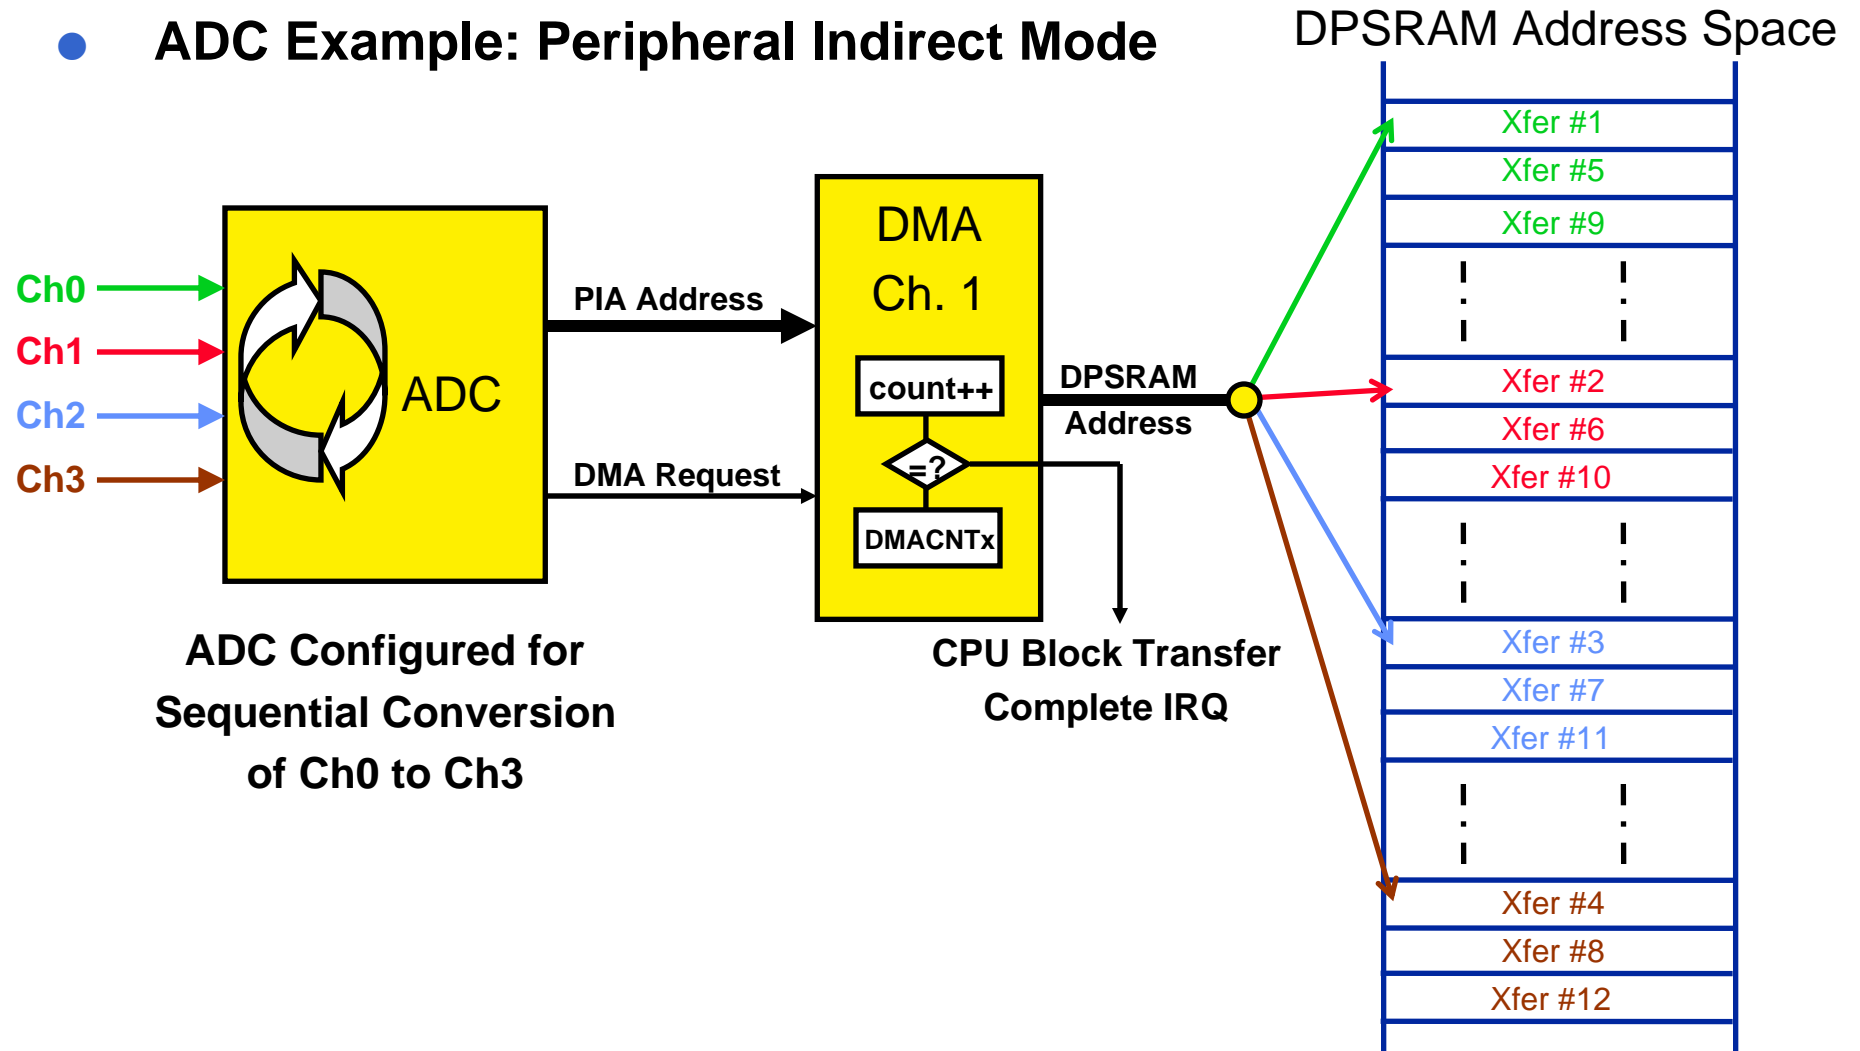 ADC Example: Peripheral Indirect Mode
DPSRAM Address Space
Ch0
Ch1
Ch2
Ch3
ADC
PIA Address
DMA Request
DMA
Ch. 1
count++
=?
DMACNTx
DPSRAM
Address
CPU Block Transfer
Complete IRQ
ADC Configured for
Sequential Conversion
of Ch0 to Ch3
Xfer #1
Xfer #5
Xfer #9
Xfer #2
Xfer #6
Xfer #10
Xfer #3
Xfer #7
Xfer #11
Xfer #4
Xfer #8
Xfer #12